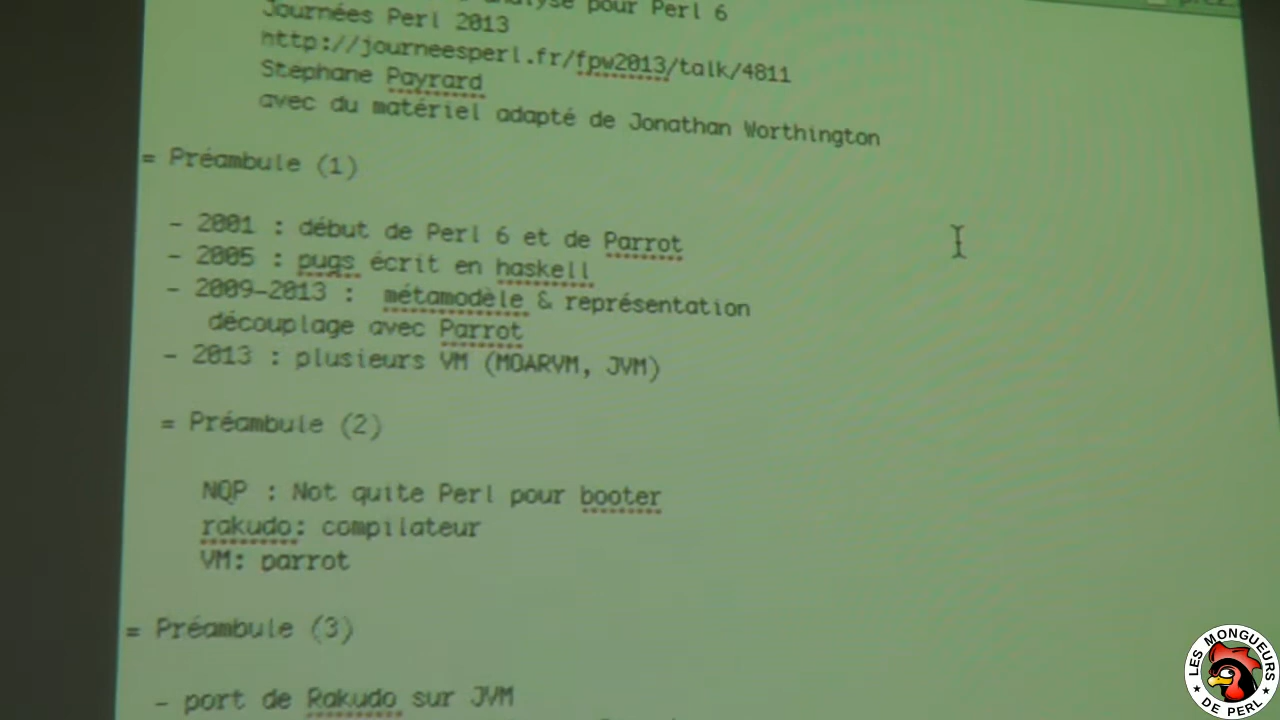 pour Perl 6
Journées Perl 2013
http://journeesperl.fr/fpw2013/talk/4811
Stephane Payrard
avec du matériel adapté de Jonathan Worthington
= Préambule (1)
- 2001 : début de Perl 6 et de Parrot
- 2005 : pugs écrit en haskell
- 2009-2013 : métamodèle & représentation
découplage avec Parrot
- 2013 : plusieurs VM (MOARVM, JVM)
= Préambule (2)
NQP : Not quite Perl pour booter
rakudo: compilateur
VM: parrot
= Préambule (3)
- port de Rakudo sur JVM
LES MONGUEURS
★ DE PERL ★